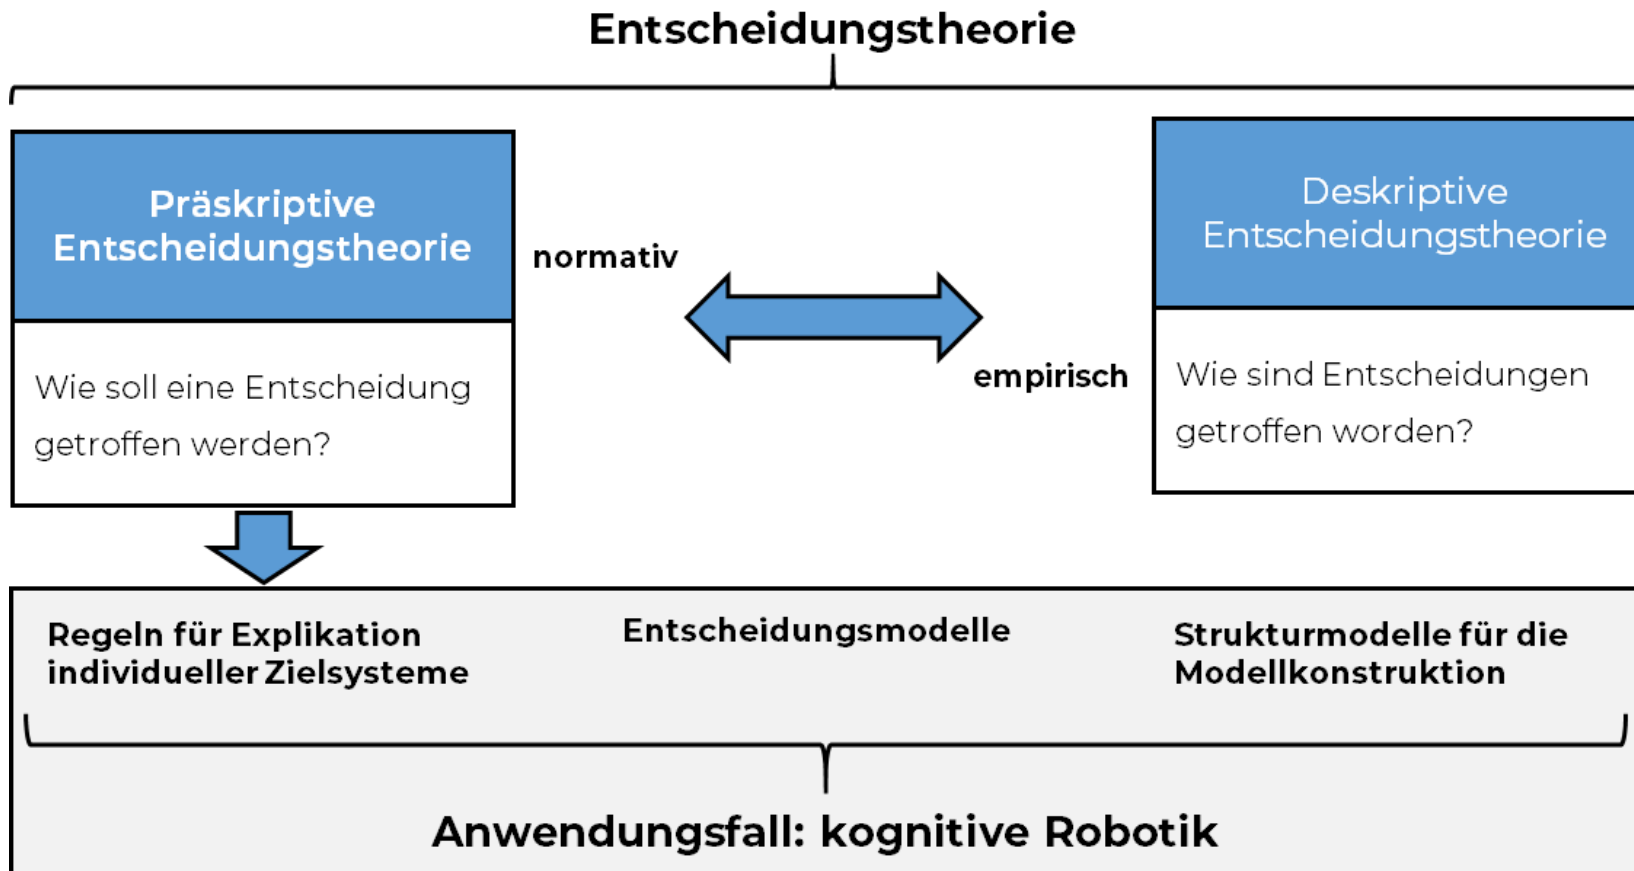 Entscheidungstheorie
Präskriptive
Entscheidungstheorie
normativ
Wie soll eine Entscheidung
getroffen werden?
Deskriptive
Entscheidungstheorie
empirisch
Wie sind Entscheidungen
getroffen worden?
Regeln für Explikation
individueller Zielsysteme
Entscheidungsmodelle
Strukturmodelle für die
Modellkonstruktion
Anwendungsfall: kognitive Robotik